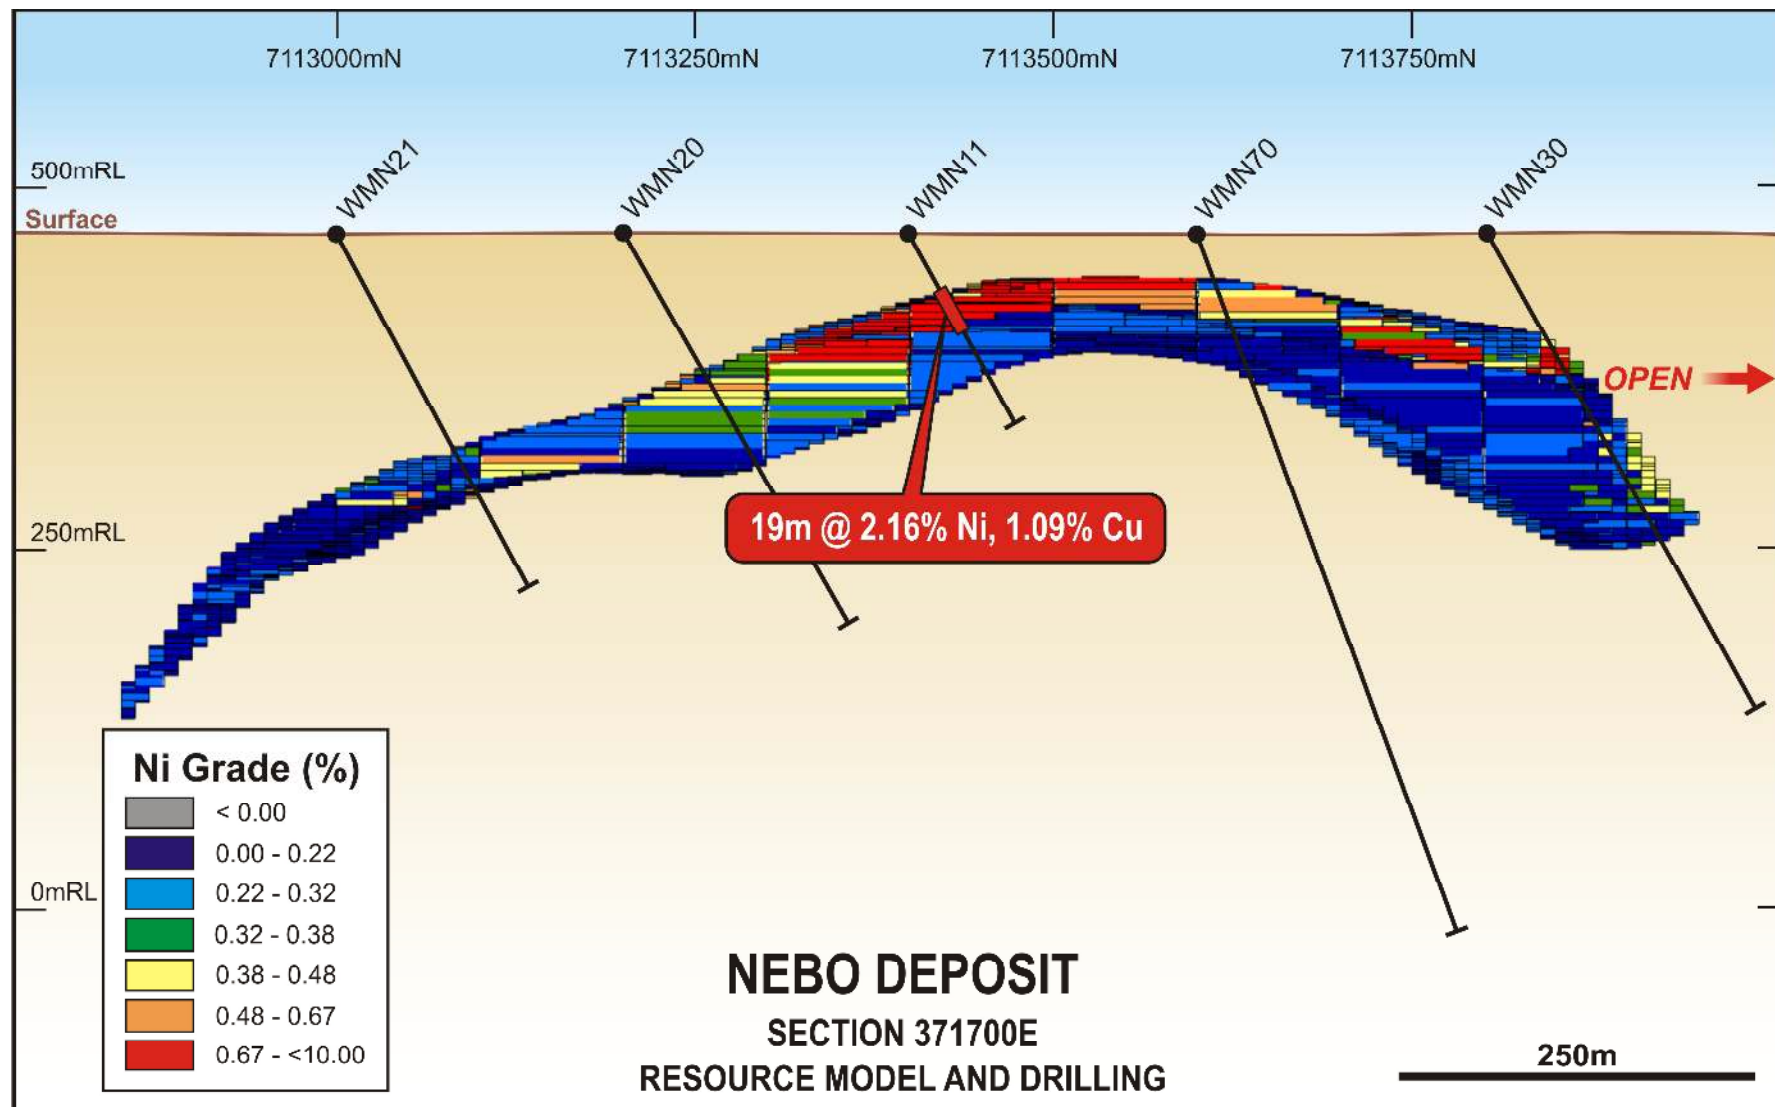 7113000mN
7113250mN
7113500mN
7113750mN
500mRL
WMN21
WMN20
WMN11
WMN70
WMN30
Surface
OPEN
19m @ 2.16% Ni, 1.09% Cu
250mRL
0mRL
Ni Grade (%)
< 0.00
0.00 - 0.22
0.22 - 0.32
0.32 - 0.38
0.38 - 0.48
0.48 - 0.67
0.67 - <10.00
NEBO DEPOSIT
SECTION 371700E
RESOURCE MODEL AND DRILLING
250m